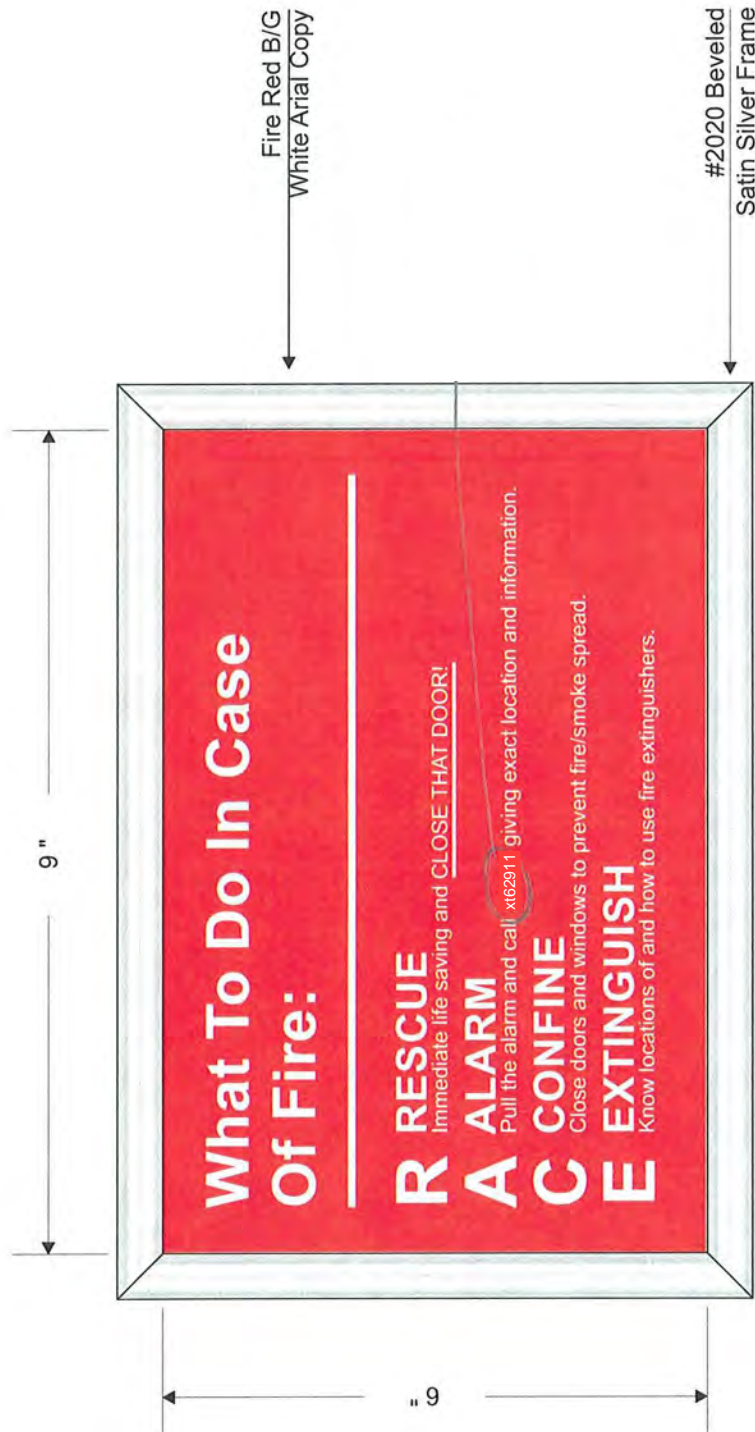 9 "
6 "
What To Do In Case
Of Fire:
R RESCUE
Immediate life saving and CLOSE THAT DOOR!
A ALARM
Pull the alarm and call xt62911 giving exact location and information.
C CONFINE
Close doors and windows to prevent fire/smoke spread.
E EXTINGUISH
Know locations of and how to use fire extinguishers.
Fire Red B/G
White Arial Copy
#2020 Beveled
Satin Silver Frame